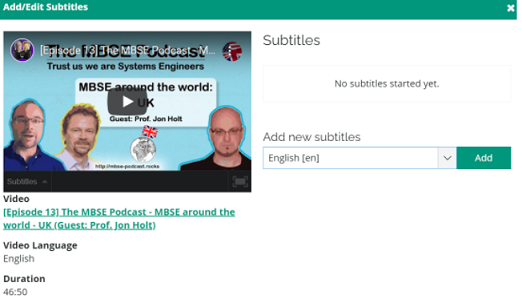 Add/Edit Subtitles
[Episode 13] The MBSE Podcast - M...
The MBSE Podcast
Trust us we are Systems Engineers
MBSE around the world:
UK
Guest: Prof. Jon Holt
http://mbse-podcast.rocks
Subtitles
Video
[Episode 13] The MBSE Podcast - MBSE around the
world - UK (Guest: Prof. Jon Holt)
Video Language
English
Duration
46:50
Subtitles
No subtitles started yet.
Add new subtitles
English [en]
Add